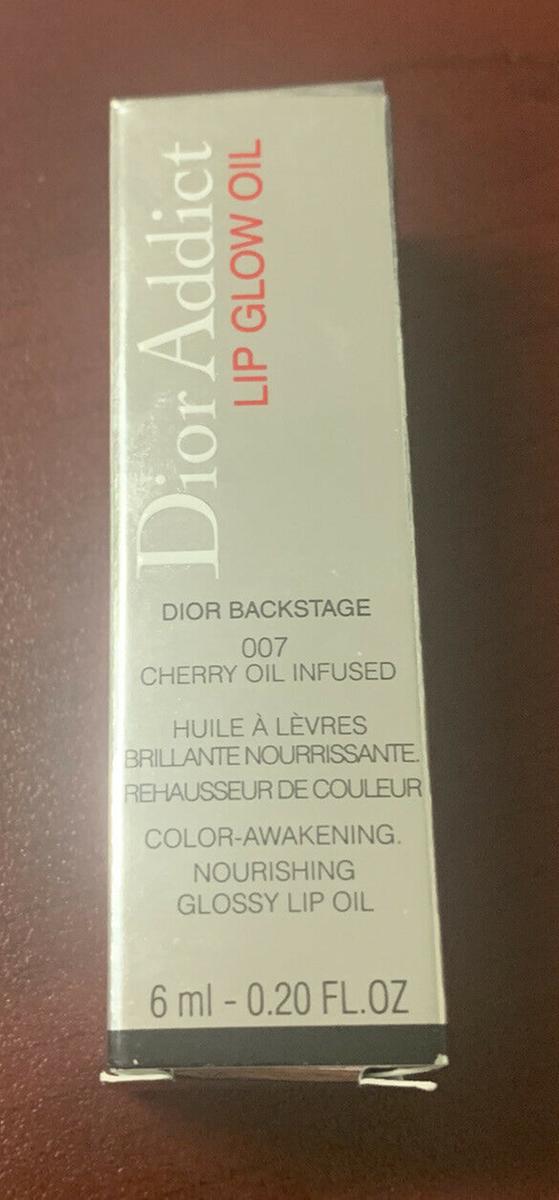 Dior Addict
LIP GLOW OIL
DIOR BACKSTAGE
007
CHERRY OIL INFUSED
HUILE À LÈVRES
BRILLANTE NOURRISSANTE.
REHAUSSEUR DE COULEUR
COLOR-AWAKENING.
NOURISHING
GLOSSY LIP OIL
6 ml - 0.20 FL.OZ